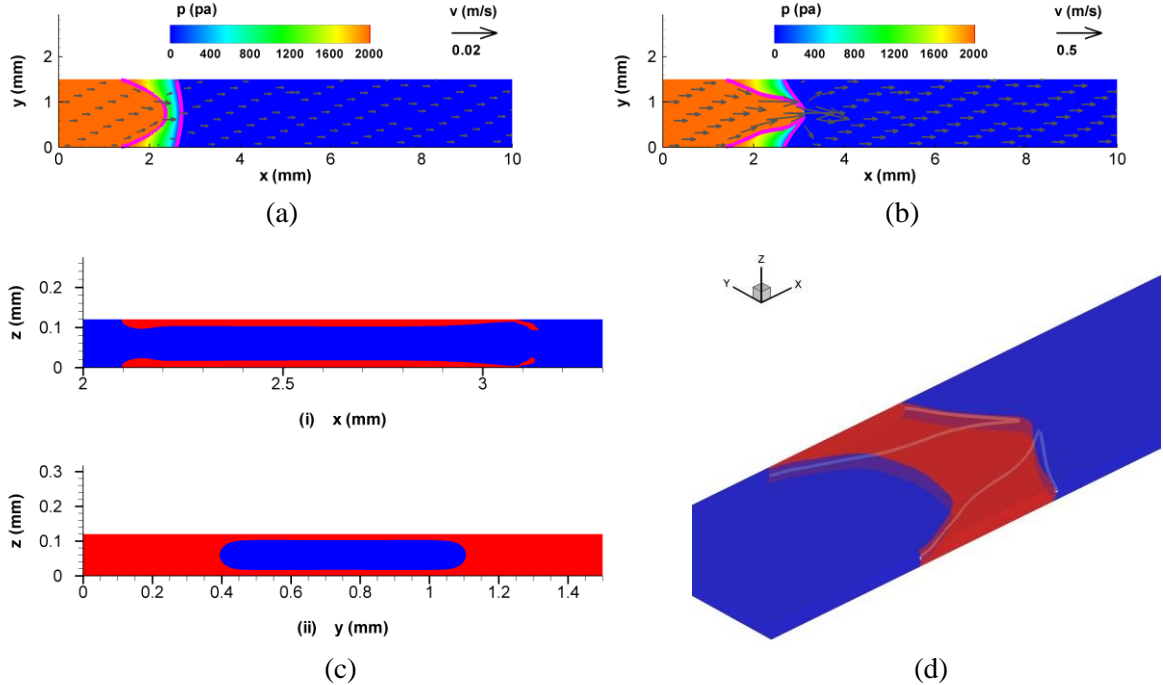 p (pa)
0 400 800 1200 1600 2000
v (m/s)
0.02
y (mm)
2
1
0
0 2 4 6 8 10
x (mm)
(a)
p (pa)
0 400 800 1200 1600 2000
v (m/s)
0.5
y (mm)
2
1
0
0 2 4 6 8 10
x (mm)
(b)
z (mm)
0.2
0.1
0
2 2.5 3
(i) x (mm)
z (mm)
0.3
0.2
0.1
0
0 0.2 0.4 0.6 0.8 1 1.2 1.4
(ii) y (mm)
(c)
Z
Y X
(d)